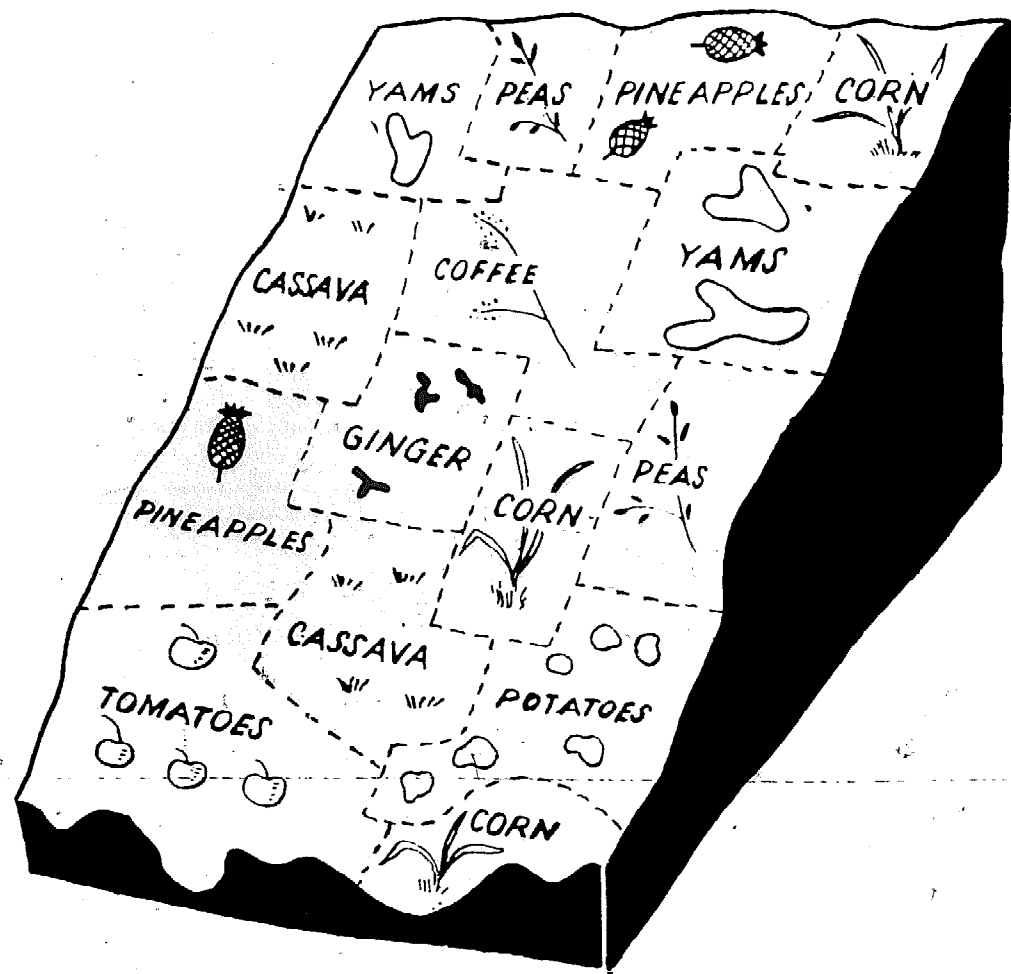 YAMS
PEAS
PINEAPPLES
CORN
CASSAVA
COFFEE
YAMS
PINEAPPLES
GINGER
CORN
PEAS
CASSAVA
TOMATOES
POTATOES
CORN